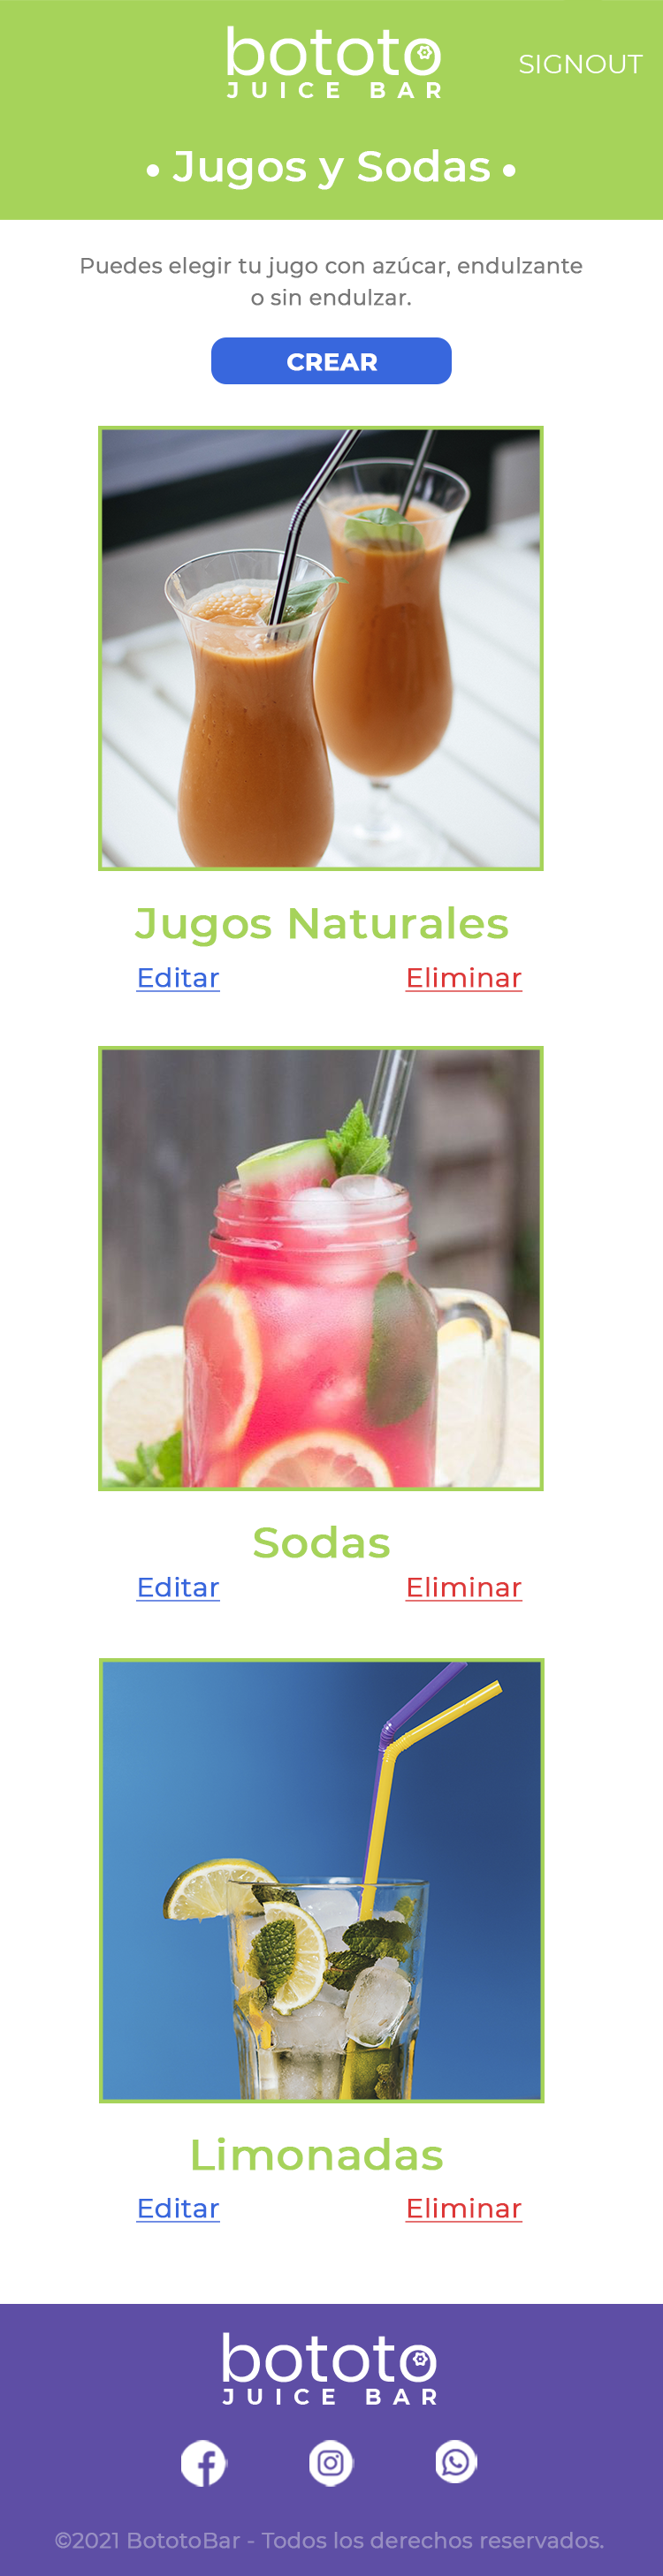 bototo
JUICE BAR
SIGNOUT
• Jugos y Sodas •
Puedes elegir tu jugo con azúcar, endulzante
o sin endulzar.
CREAR
Jugos Naturales
Editar Eliminar
Sodas
Editar Eliminar
Limonadas
Editar Eliminar
bototo
JUICE BAR
©2021 BototoBar - Todos los derechos reservados.